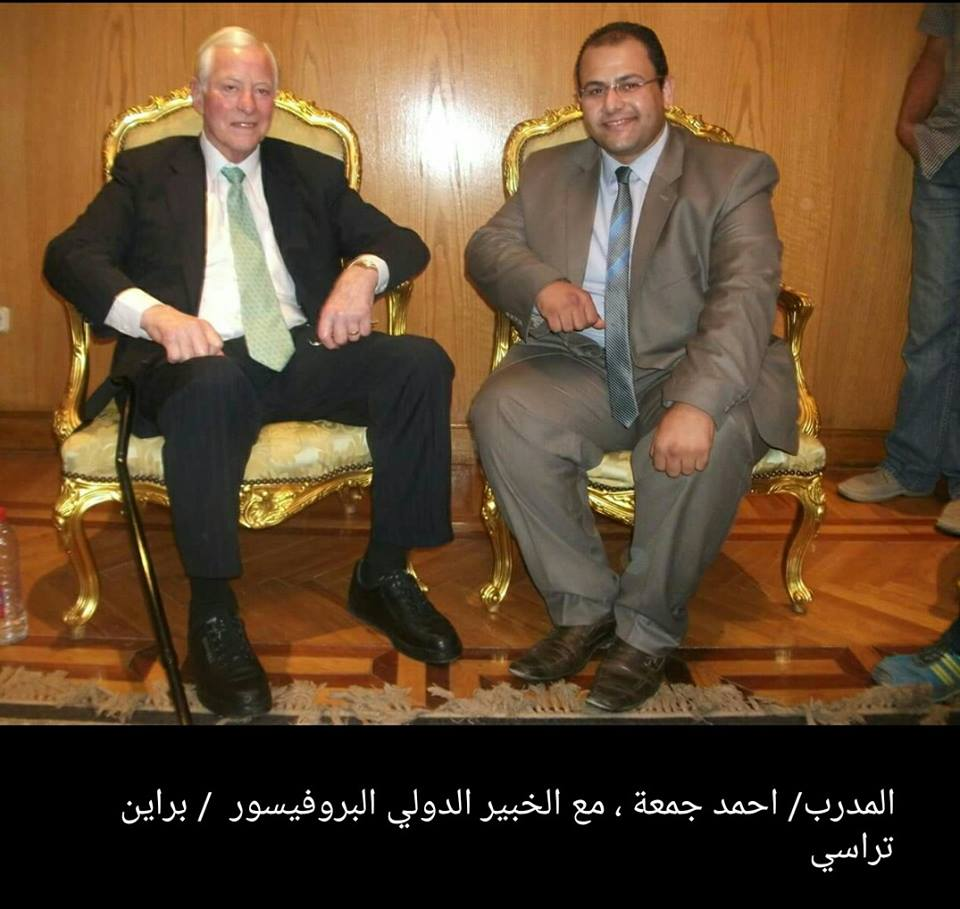 المدرب/ احمد جمعة ، مع الخبير الدولي البروفيسور / براين
تراسي